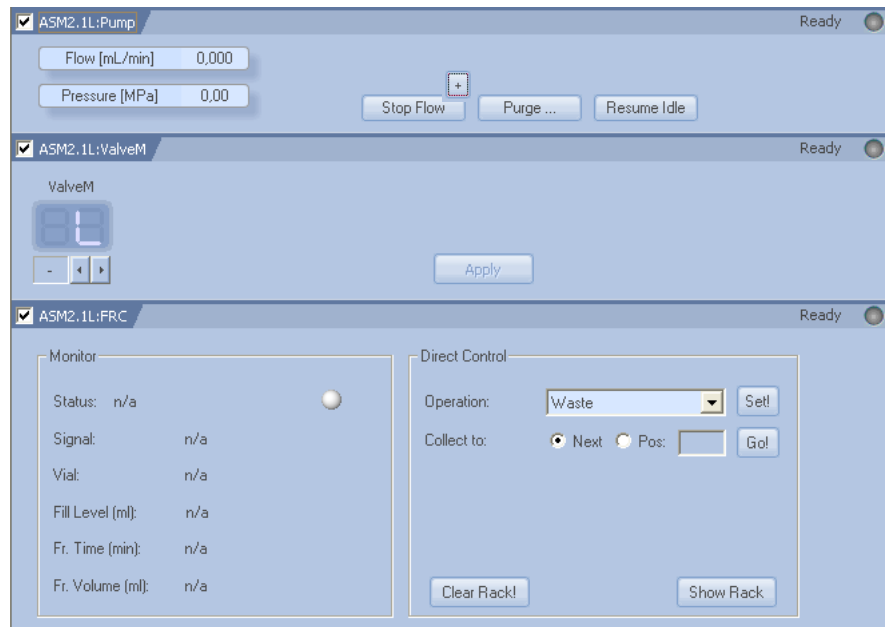 ASM2.1L:Pump Ready
Flow [mL/min] 0,000
Pressure [MPa] 0,00
+
Stop Flow Purge ... Resume Idle
ASM2.1L:ValveM Ready
ValveM
L
- Apply
ASM2.1L:FRC Ready
Monitor
Status: n/a
Signal: n/a
Vial: n/a
Fill Level (ml): n/a
Fr. Time (min): n/a
Fr. Volume (ml): n/a
Direct Control
Operation: Waste Set!
Collect to: Next Pos: Go!
Clear Rack! Show Rack